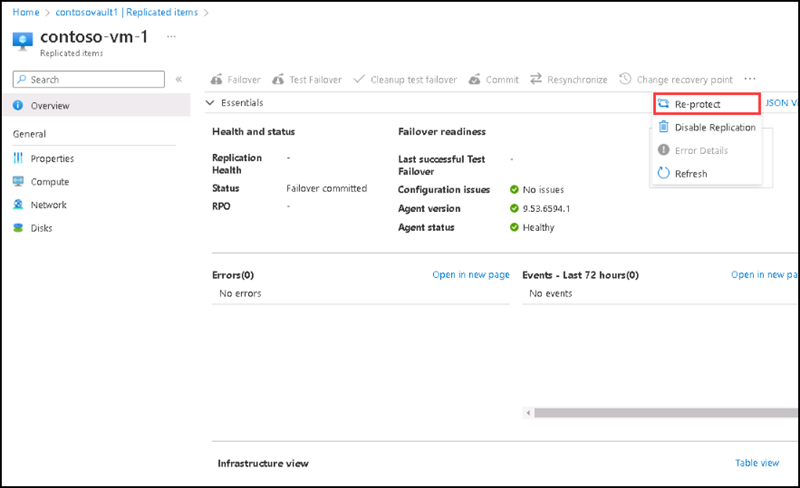 Home > contosovault1 | Replicated items >
contoso-vm-1 ...
Replicated items
Search «
Overview
General
Properties
Compute
Network
Disks
Failover Test Failover Cleanup test failover Commit Resynchronize Change recovery point ...
Essentials
Re-protect
Disable Replication
Error Details
Refresh
Health and status
Replication Health -
Status Failover committed
RPO -
Failover readiness
Last successful Test Failover -
Configuration issues No issues
Agent version 9.53.6594.1
Agent status Healthy
Errors(0) Open in new page
No errors
Events - Last 72 hours(0) Open in new pa
No events
Infrastructure view Table view